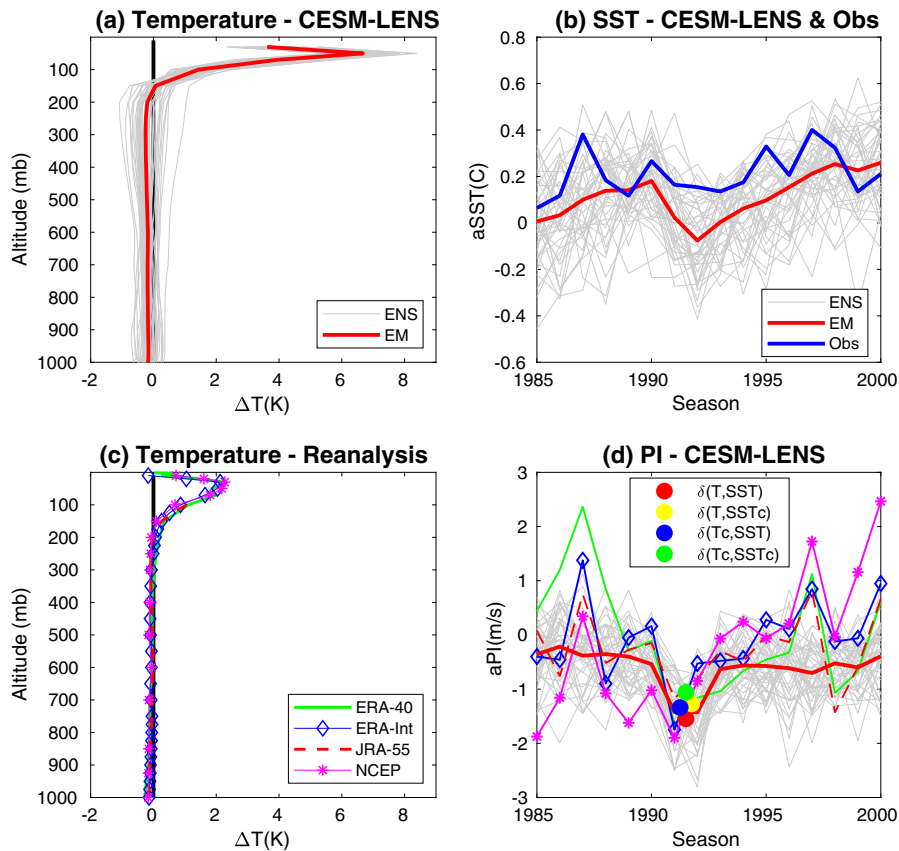 (a) Temperature - CESM-LENS
Altitude (mb)
100
200
300
400
500
600
700
800
900
1000
-2
0
2
4
6
8
ΔT(K)
ENS
EM
(b) SST - CESM-LENS & Obs
aSST(C)
0.8
0.6
0.4
0.2
0
-0.2
-0.4
-0.6
1985
1990
1995
2000
Season
ENS
EM
Obs
(c) Temperature - Reanalysis
Altitude (mb)
100
200
300
400
500
600
700
800
900
1000
-2
0
2
4
6
8
ΔT(K)
ERA-40
ERA-Int
JRA-55
NCEP
(d) PI - CESM-LENS
aPI(m/s)
3
2
1
0
-1
-2
-3
1985
1990
1995
2000
Season
δ(T,SST)
δ(T,SSTc)
δ(Tc,SST)
δ(Tc,SSTc)